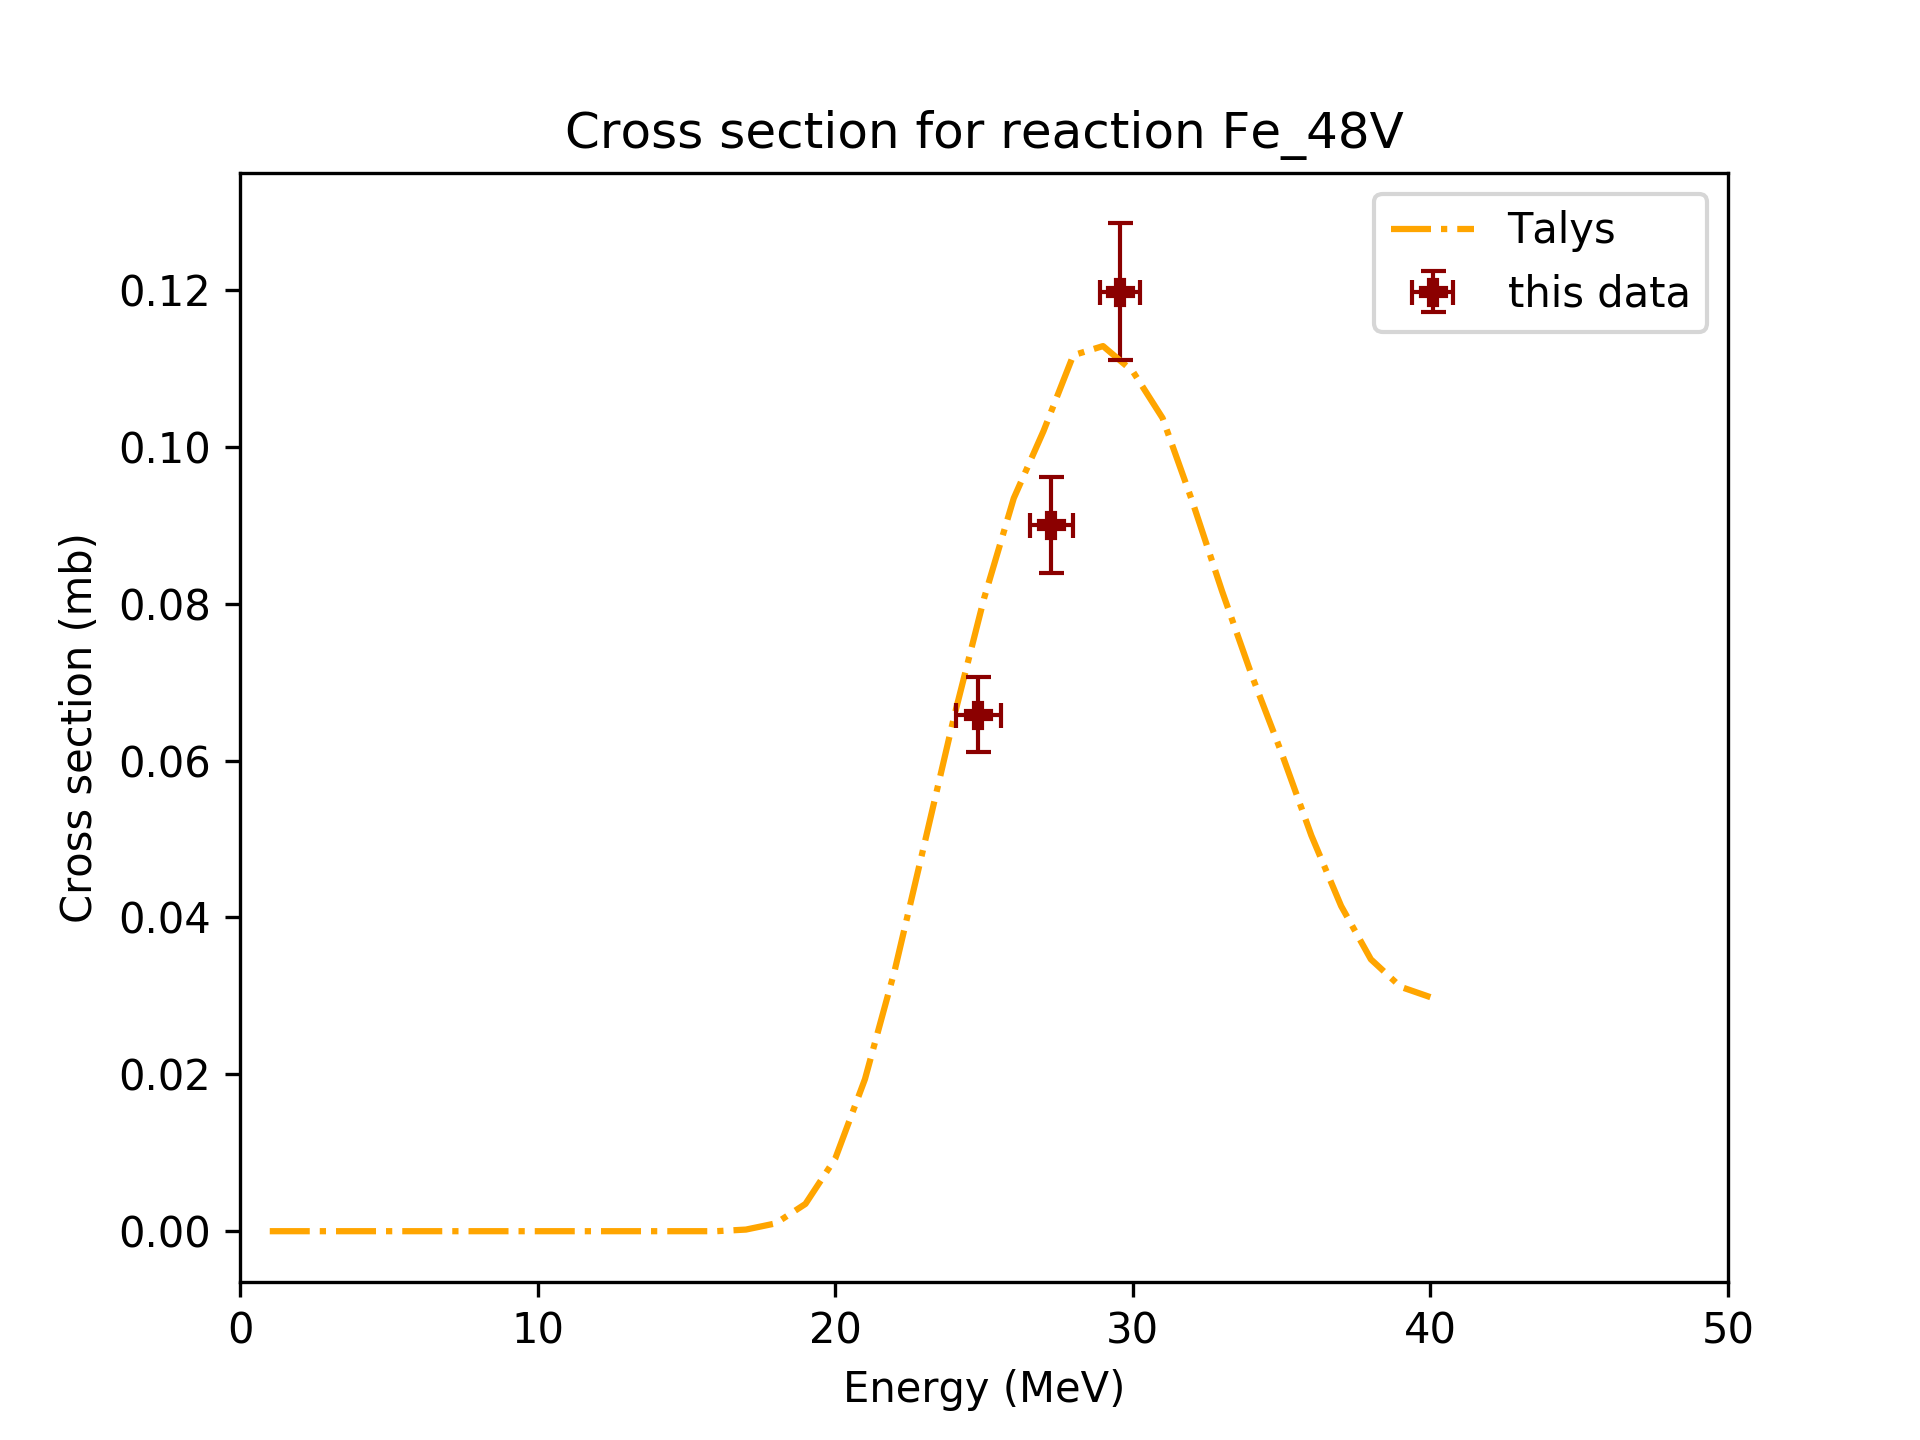 Cross section for reaction Fe_48V
Talys
this data
Cross section (mb)
0.12
0.10
0.08
0.06
0.04
0.02
0.00
0 10 20 30 40 50
Energy (MeV)